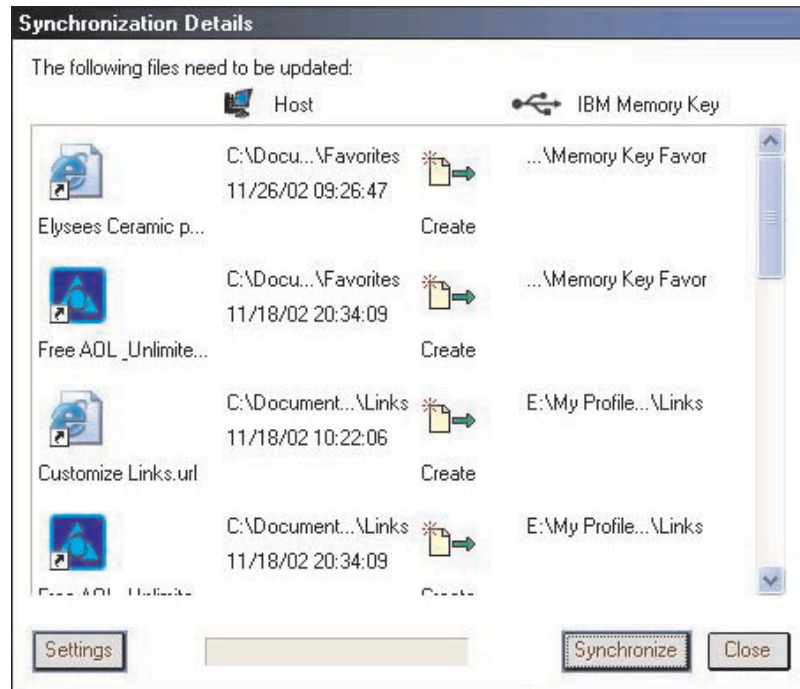 Synchronization Details
The following files need to be updated:
Host
IBM Memory Key
C:\Docu...\Favorites
...\Memory Key Favor
11/26/02 09:26:47
Elysees Ceramic p...
Create
C:\Docu...\Favorites
...\Memory Key Favor
11/18/02 20:34:09
Free AOL _Unlimite...
Create
C:\Document...\Links
E:\My Profile...\Links
11/18/02 10:22:06
Customize Links.url
Create
C:\Document...\Links
E:\My Profile...\Links
11/18/02 20:34:09
Settings
Synchronize
Close